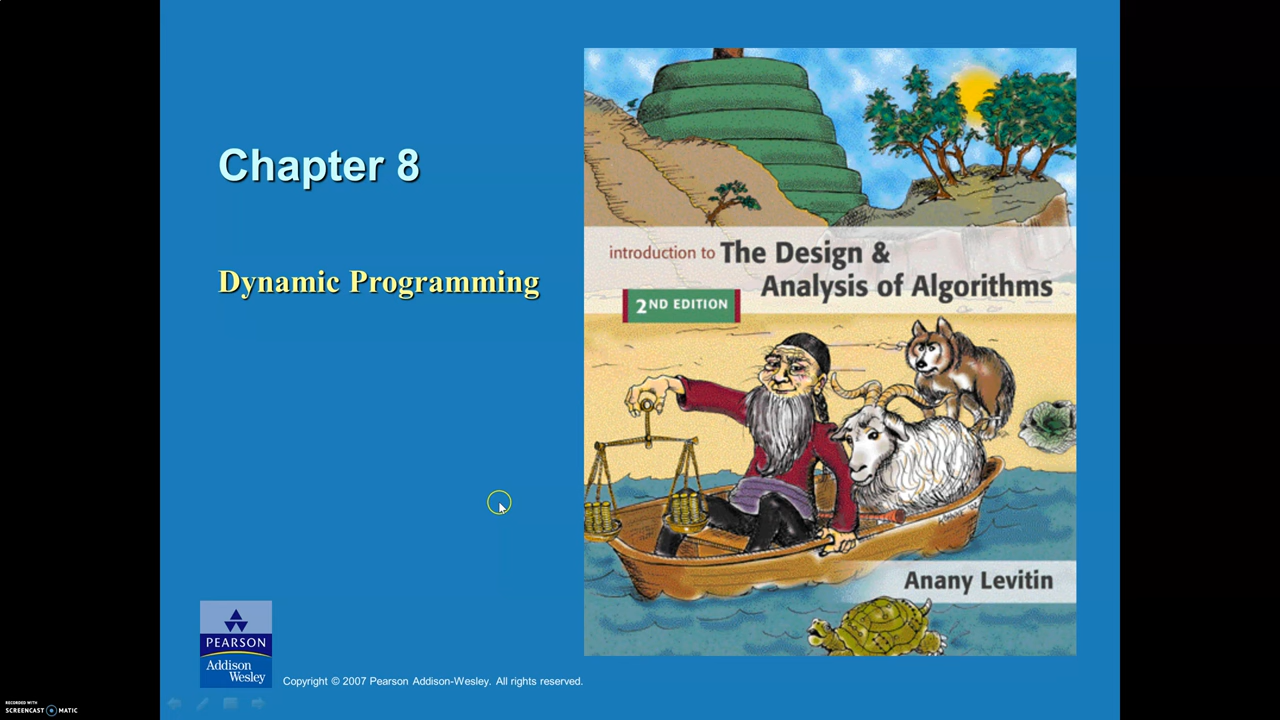 Chapter 8
Dynamic Programming
introduction to The Design &
Analysis of Algorithms
2ND EDITION
Anany Levitin
PEARSON
Addison
Wesley
Copyright © 2007 Pearson Addison-Wesley. All rights reserved.
RECORDED WITH
SCREENCAST MATIC